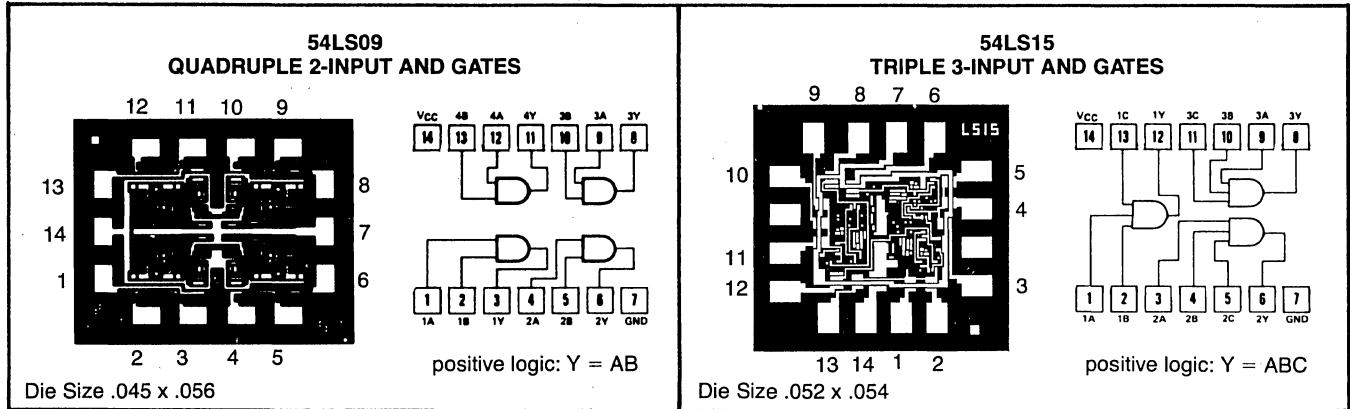 54LS09
QUADRUPLE 2-INPUT AND GATES
12 11 10 9
13 8
14 7
1 6
2 3 4 5
VCC 4B 4A 4Y 3B 3A 3Y
14 13 12 11 10 9 8
1 2 3 4 5 6 7
1A 1B 1Y 2A 2B 2Y GND
positive logic: Y = AB
Die Size .045 x .056
54LS15
TRIPLE 3-INPUT AND GATES
9 8 7 6
LS15
10 5
4
11
12 3
13 14 1 2
VCC 1C 1Y 3C 3B 3A 3Y
14 13 12 11 10 9 8
1 2 3 4 5 6 7
1A 1B 2A 2B 2C 2Y GND
positive logic: Y = ABC
Die Size .052 x .054